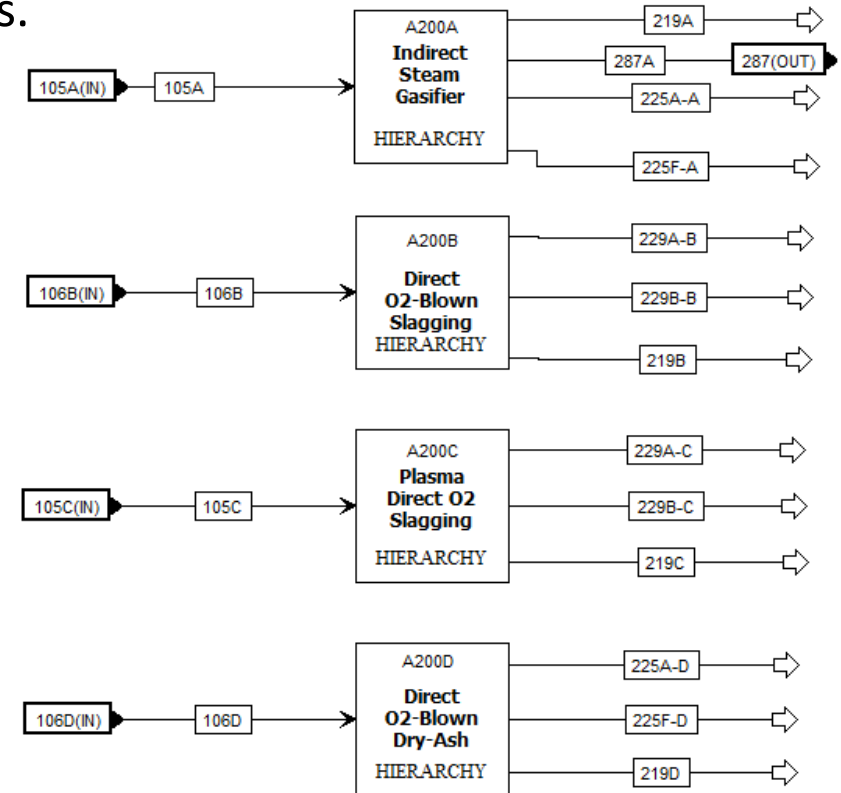 s.
A200A
Indirect
Steam
Gasifier
HIERARCHY
105A(IN)
105A
219A
287A
287(OUT)
225A-A
225F-A
A200B
Direct
O2-Blown
Slagging
HIERARCHY
106B(IN)
106B
229A-B
229B-B
219B
A200C
Plasma
Direct O2
Slagging
HIERARCHY
105C(IN)
105C
229A-C
229B-C
219C
A200D
Direct
O2-Blown
Dry-Ash
HIERARCHY
106D(IN)
106D
225A-D
225F-D
219D